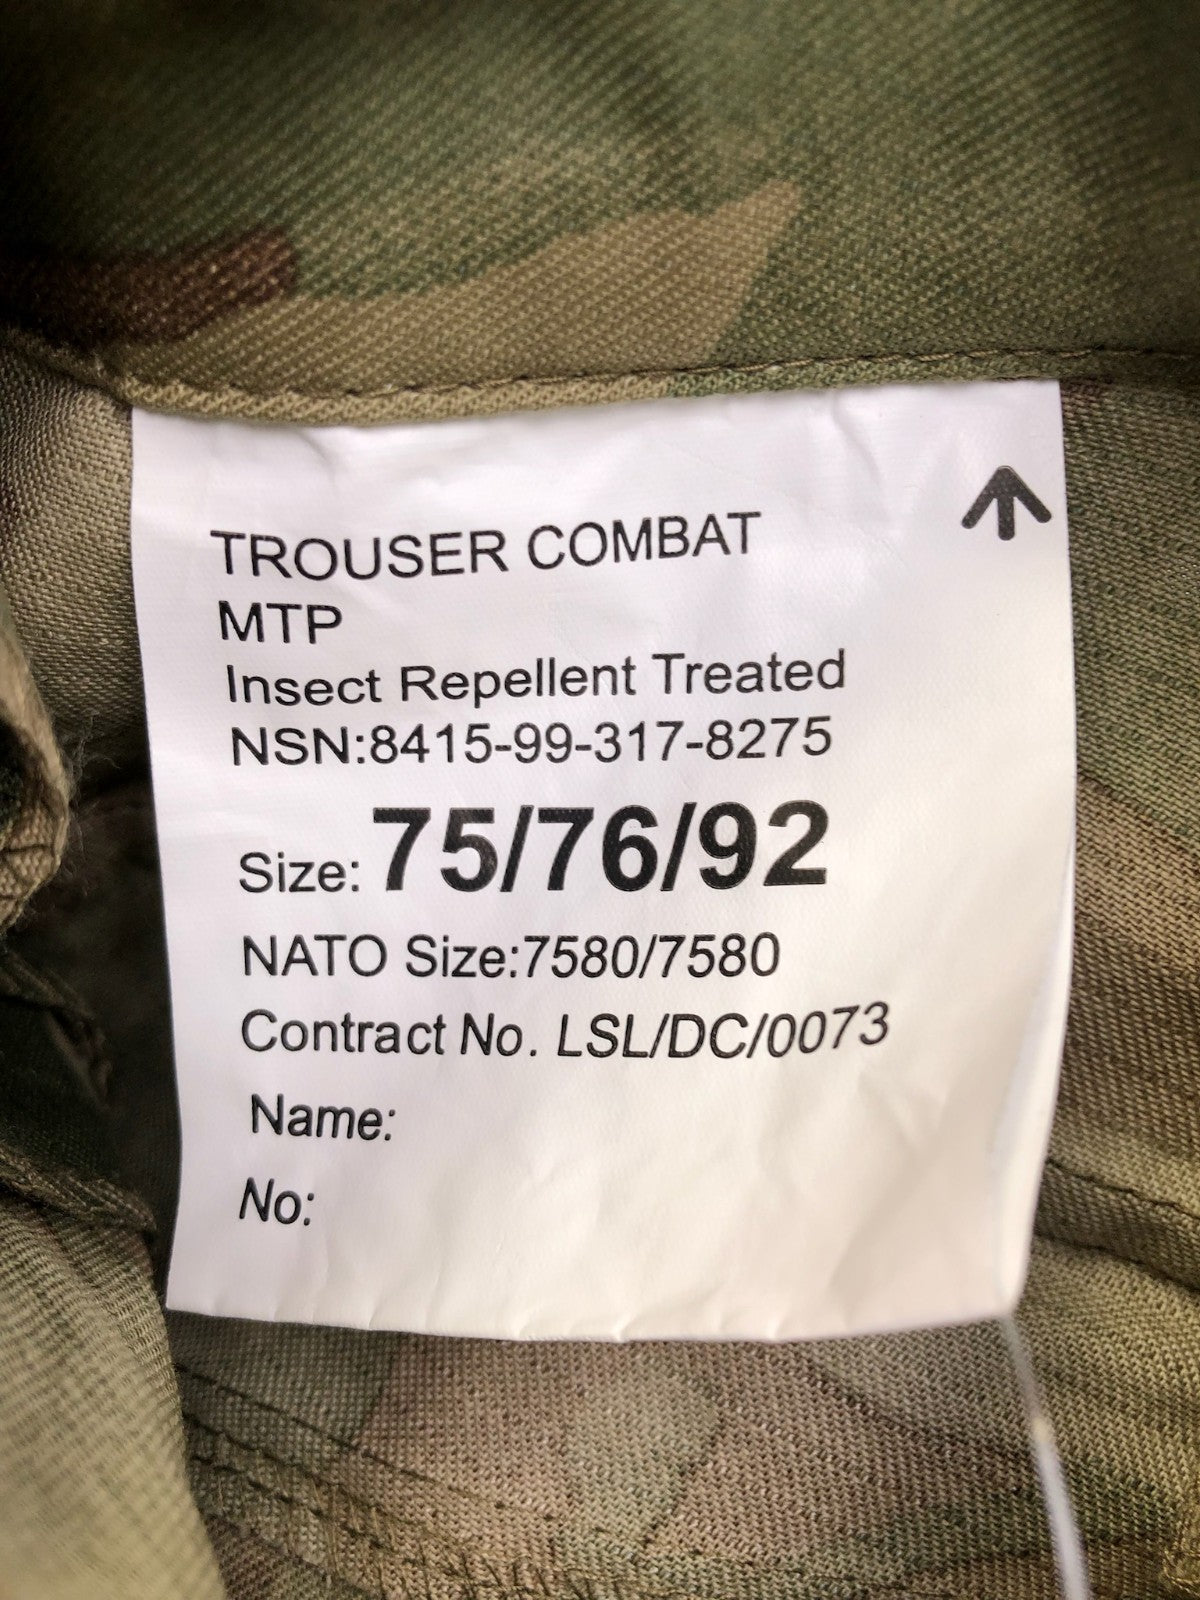 TROUSER COMBAT
MTP
Insect Repellent Treated
NSN:8415-99-317-8275
Size: 75/76/92
NATO Size:7580/7580
Contract No. LSL/DC/0073
Name:
No: